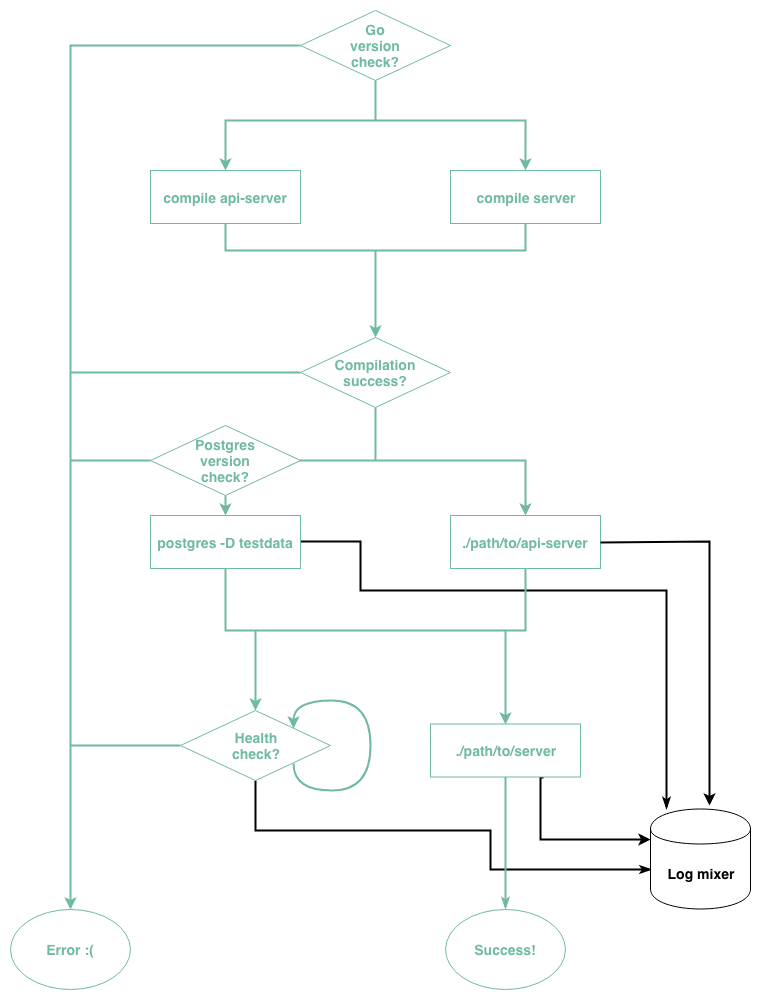 Go
version
check?
compile api-server
compile server
Compilation
success?
Postgres
version
check?
postgres -D testdata
./path/to/api-server
Health
check?
./path/to/server
Log mixer
Error :(
Success!